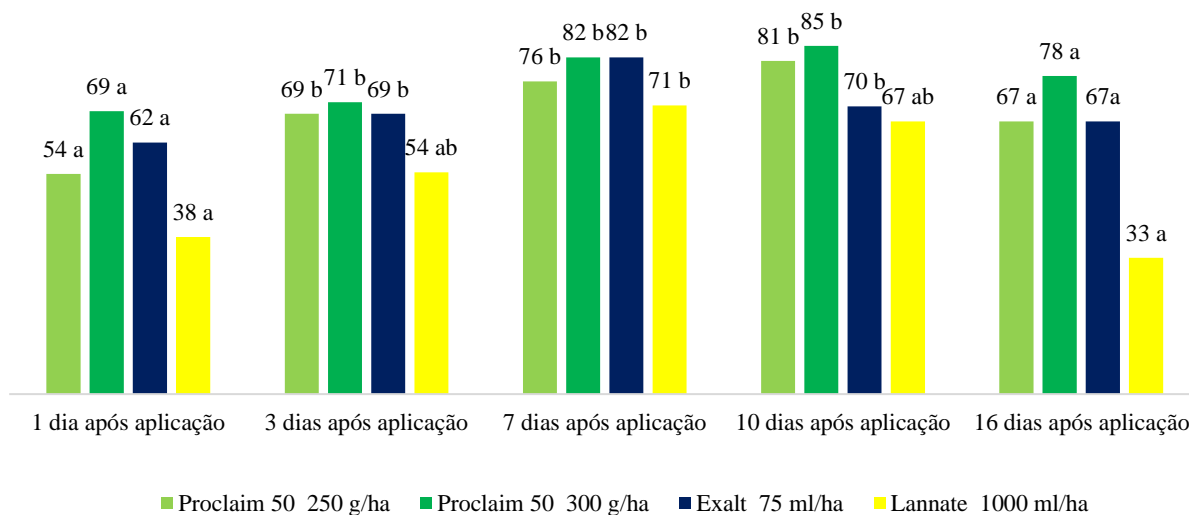 54 a
69 a
62 a
38 a
69 b
71 b
69 b
54 ab
76 b
82 b
82 b
71 b
81 b
85 b
70 b
67 ab
67 a
78 a
67a
33 a
1 dia após aplicação
3 dias após aplicação
7 dias após aplicação
10 dias após aplicação
16 dias após aplicação
Proclaim 50 250 g/ha
Proclaim 50 300 g/ha
Exalt 75 ml/ha
Lannate 1000 ml/ha